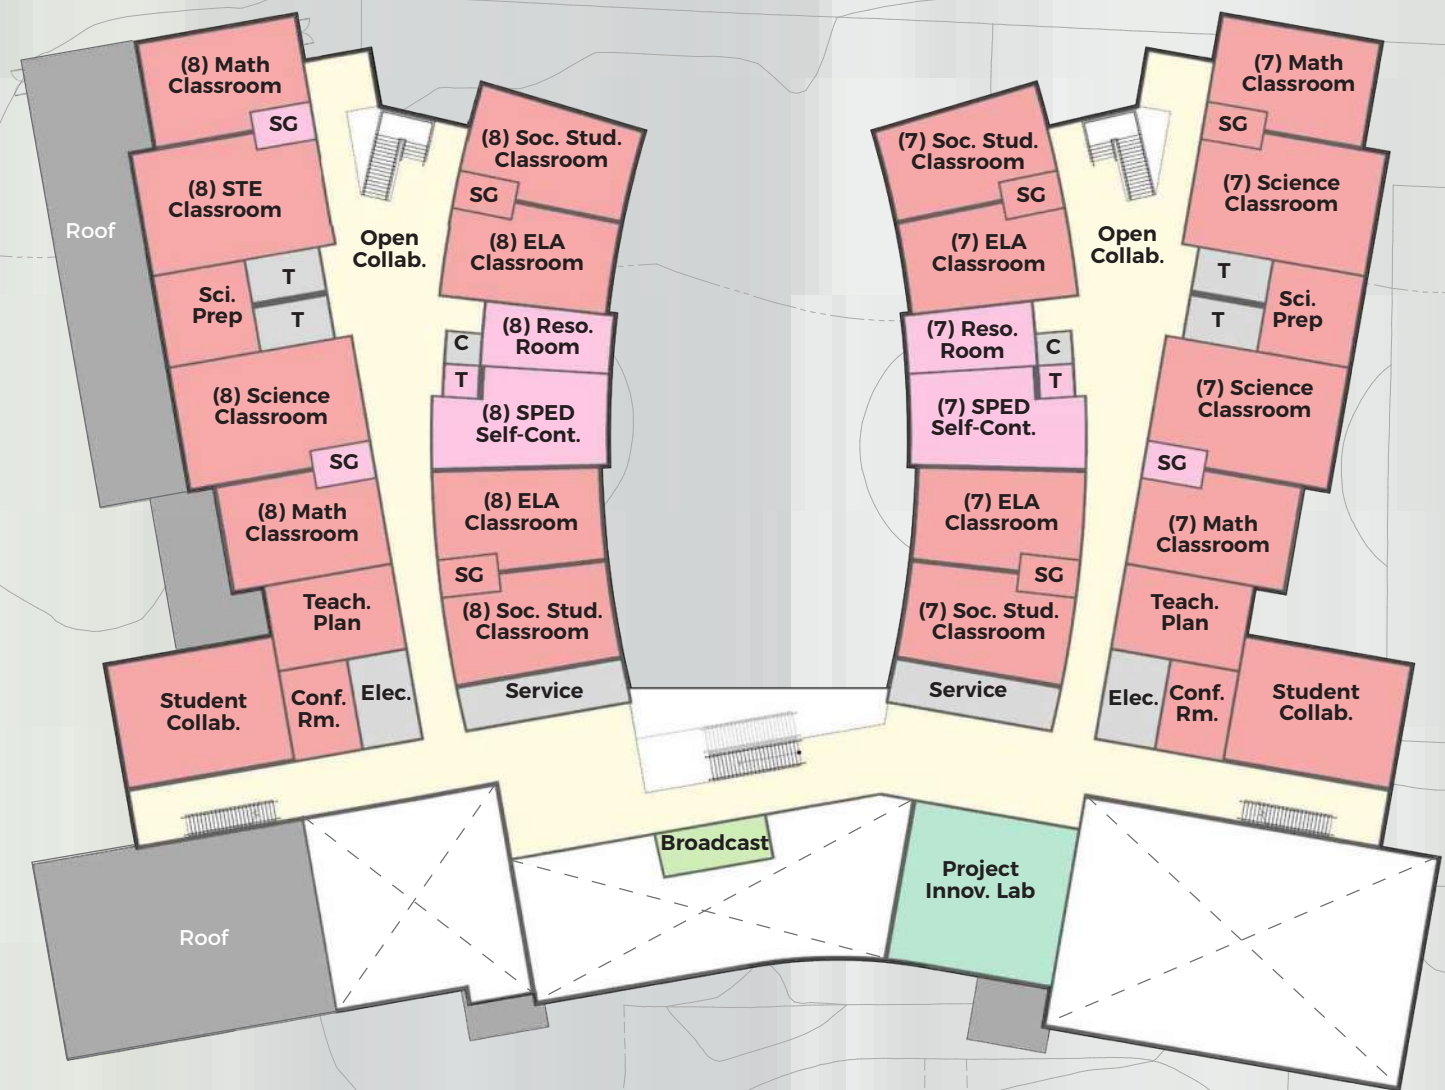 (8) Math
Classroom
SG
(8) STE
Classroom
Roof
T
T
Sci.
Prep
(8) Science
Classroom
SG
(8) Math
Classroom
Teach.
Plan
Student
Collab.
Conf.
Rm.
Elec.
Open
Collab.
(8) Soc. Stud.
Classroom
SG
(8) ELA
Classroom
(8) Reso.
Room
C
T
(8) SPED
Self-Cont.
(8) ELA
Classroom
SG
(8) Soc. Stud.
Classroom
Service
(7) Soc. Stud.
Classroom
SG
(7) ELA
Classroom
(7) Reso.
Room
C
T
(7) SPED
Self-Cont.
(7) ELA
Classroom
SG
(7) Soc. Stud.
Classroom
Service
Open
Collab.
(7) Math
Classroom
SG
(7) Science
Classroom
T
T
Sci.
Prep
(7) Science
Classroom
SG
(7) Math
Classroom
Teach.
Plan
Elec.
Conf.
Rm.
Student
Collab.
Broadcast
Project
Innov. Lab
Roof